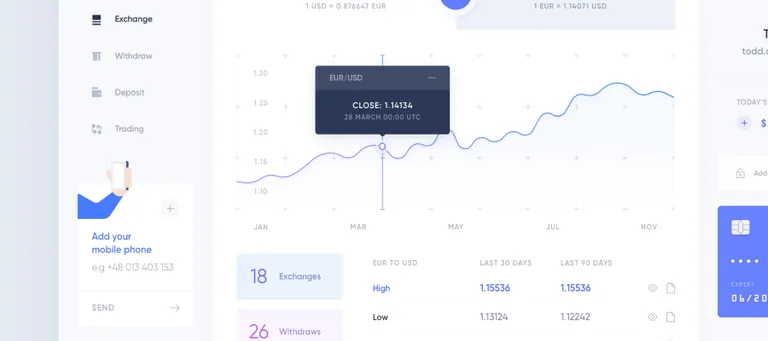 1 USD = 0.876647 EUR
1 EUR = 1.14071 USD
Exchange
Withdraw
Deposit
Trading
Add your
mobile phone
e.g +48 013 403 153
SEND
1.30
1.25
1.20
1.15
1.10
EUR/USD
CLOSE: 1.14134
28 MARCH 00:00 UTC
JAN
MAR
MAY
JUL
NOV
18 Exchanges
26 Withdraws
EUR TO USD LAST 30 DAYS LAST 90 DAYS
High 1.15536 1.15536
Low 1.13124 1.12242
T
todd.
TODAY'S
$
Add
EXPIRY
06/20